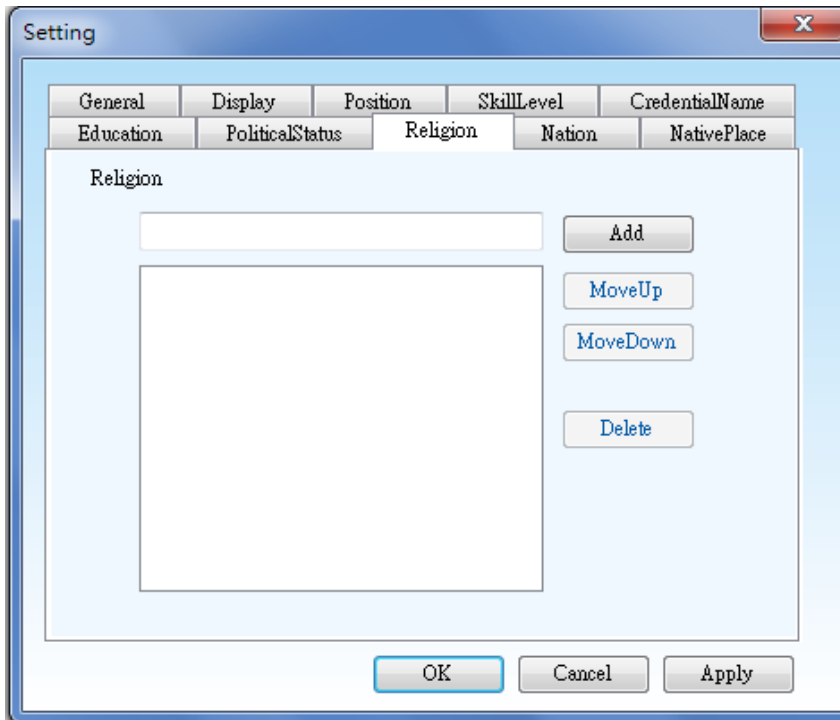 Setting
General Display Position SkillLevel CredentialName
Education PoliticalStatus Religion Nation NativePlace
Religion
Add
MoveUp
MoveDown
Delete
OK Cancel Apply